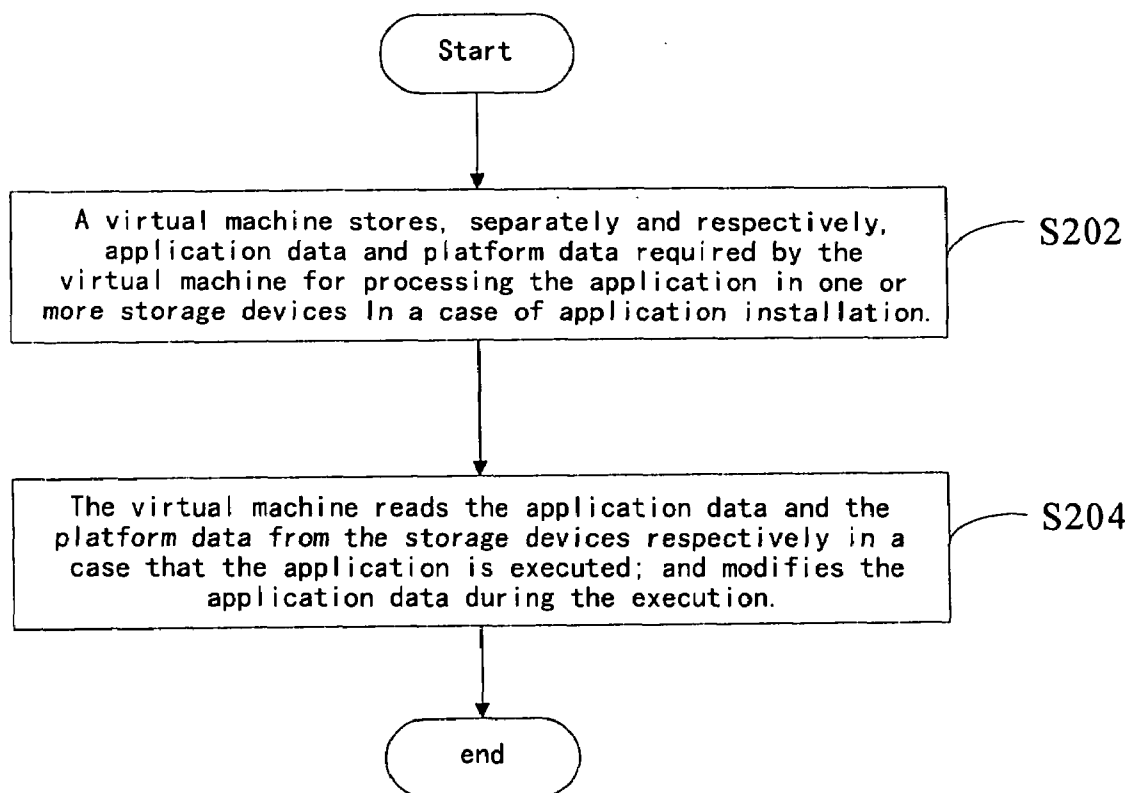 Start
A virtual machine stores, separately and respectively,
application data and platform data required by the
virtual machine for processing the application in one or
more storage devices In a case of application installation.
S202
The virtual machine reads the application data and the
platform data from the storage devices respectively in a
case that the application is executed; and modifies the
application data during the execution.
S204
end